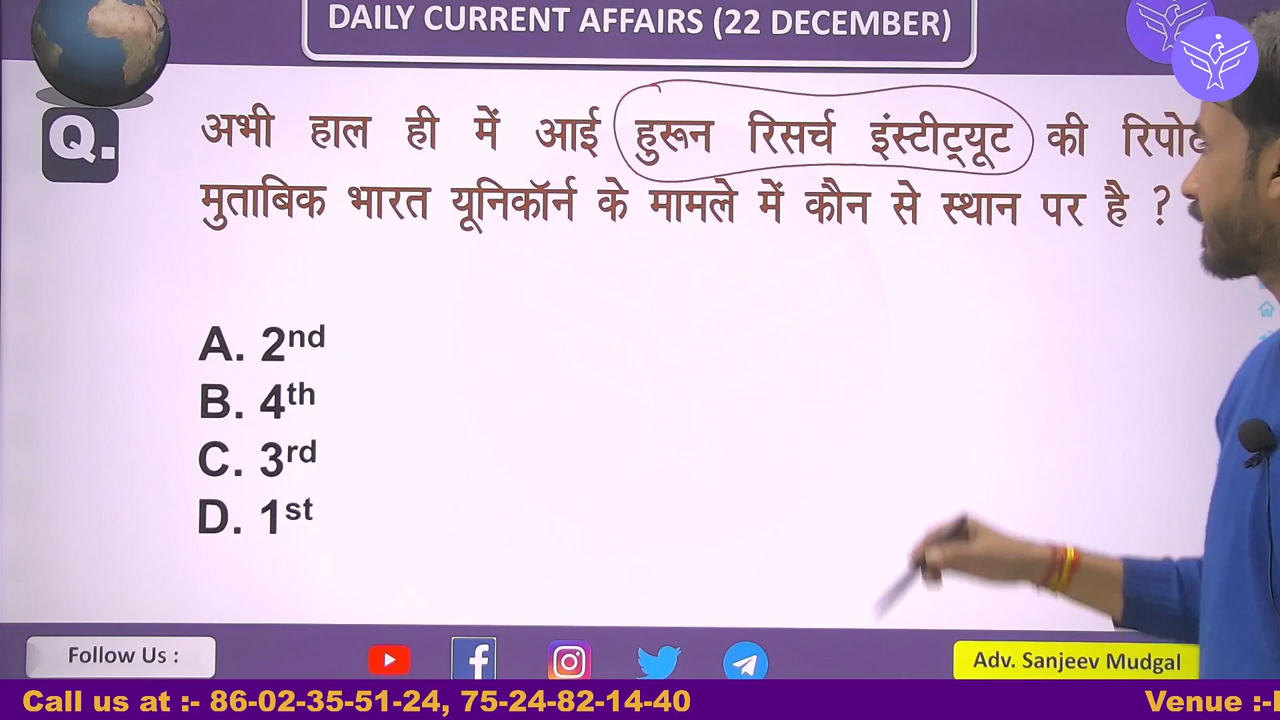 DAILY CURRENT AFFAIRS (22 DECEMBER)
Q. अभी हाल ही में आई हुरून रिसर्च इंस्टीट्यूट की
मुताबिक भारत यूनिकॉर्न के मामले में कौन से स्थान पर है ?
A. 2nd
B. 4th
C. 3rd
D. 1st
Follow Us :
Adv. Sanjeev Mudgal
Call us at :- 86-02-35-51-24, 75-24-82-14-40
Venue :-